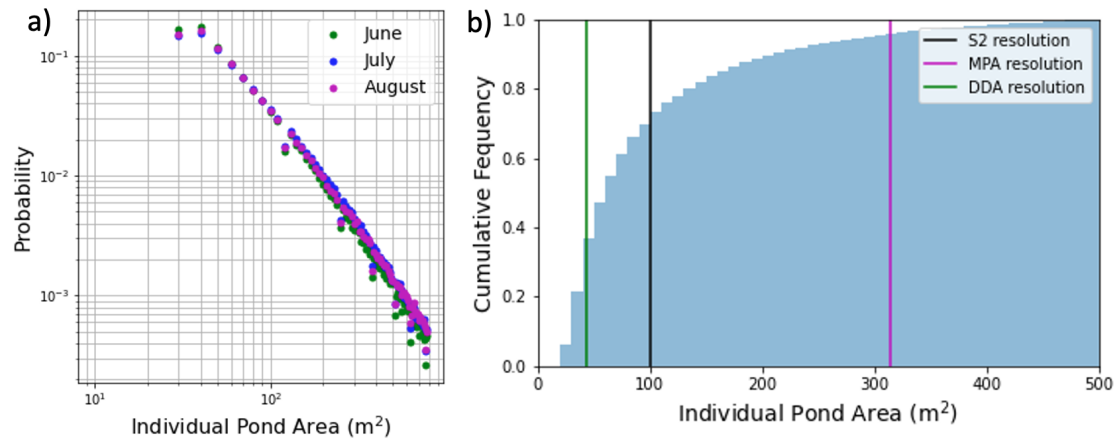 a)
Probability
10⁻¹
10⁻²
10⁻³
10¹
10²
Individual Pond Area (m²)
June
July
August
b)
Cumulative Fequency
1.0
0.8
0.6
0.4
0.2
0.0
0
100
200
300
400
500
Individual Pond Area (m²)
S2 resolution
MPA resolution
DDA resolution